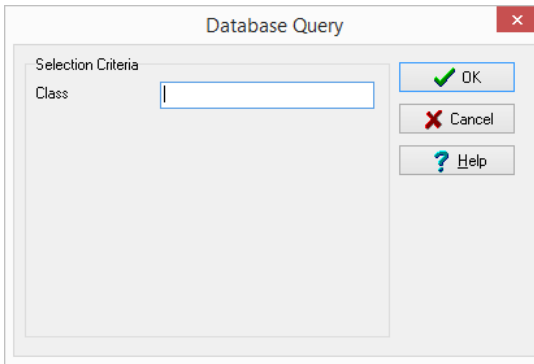 Database Query
Selection Criteria
Class
OK
Cancel
Help